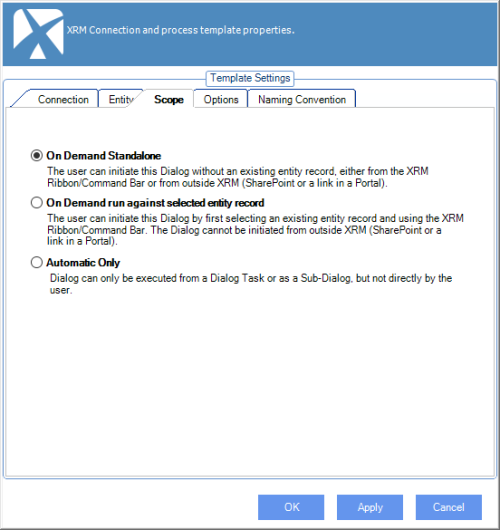 XRM Connection and process template properties.
Template Settings
Connection Entity Scope Options Naming Convention
On Demand Standalone
The user can initiate this Dialog without an existing entity record, either from the XRM
Ribbon/Command Bar or from outside XRM (SharePoint or a link in a Portal).
On Demand run against selected entity record
The user can initiate this Dialog by first selecting an existing entity record and using the XRM
Ribbon/Command Bar. The Dialog cannot be initiated from outside XRM (SharePoint or a
link in a Portal).
Automatic Only
Dialog can only be executed from a Dialog Task or as a Sub-Dialog, but not directly by the
user.
OK Apply Cancel